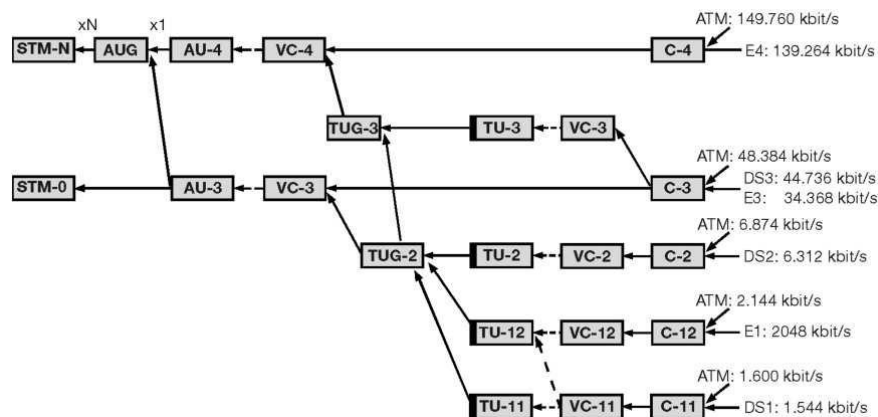 ATM: 149.760 kbit/s
xN x1
STM-N AUG AU-4 VC-4 C-4 E4: 139.264 kbit/s
TUG-3 TU-3 VC-3
ATM: 48.384 kbit/s
STM-0 AU-3 VC-3 C-3 DS3: 44.736 kbit/s
E3: 34.368 kbit/s
ATM: 6.874 kbit/s
TUG-2 TU-2 VC-2 C-2 DS2: 6.312 kbit/s
ATM: 2.144 kbit/s
TU-12 VC-12 C-12 E1: 2048 kbit/s
ATM: 1.600 kbit/s
TU-11 VC-11 C-11 DS1: 1.544 kbit/s